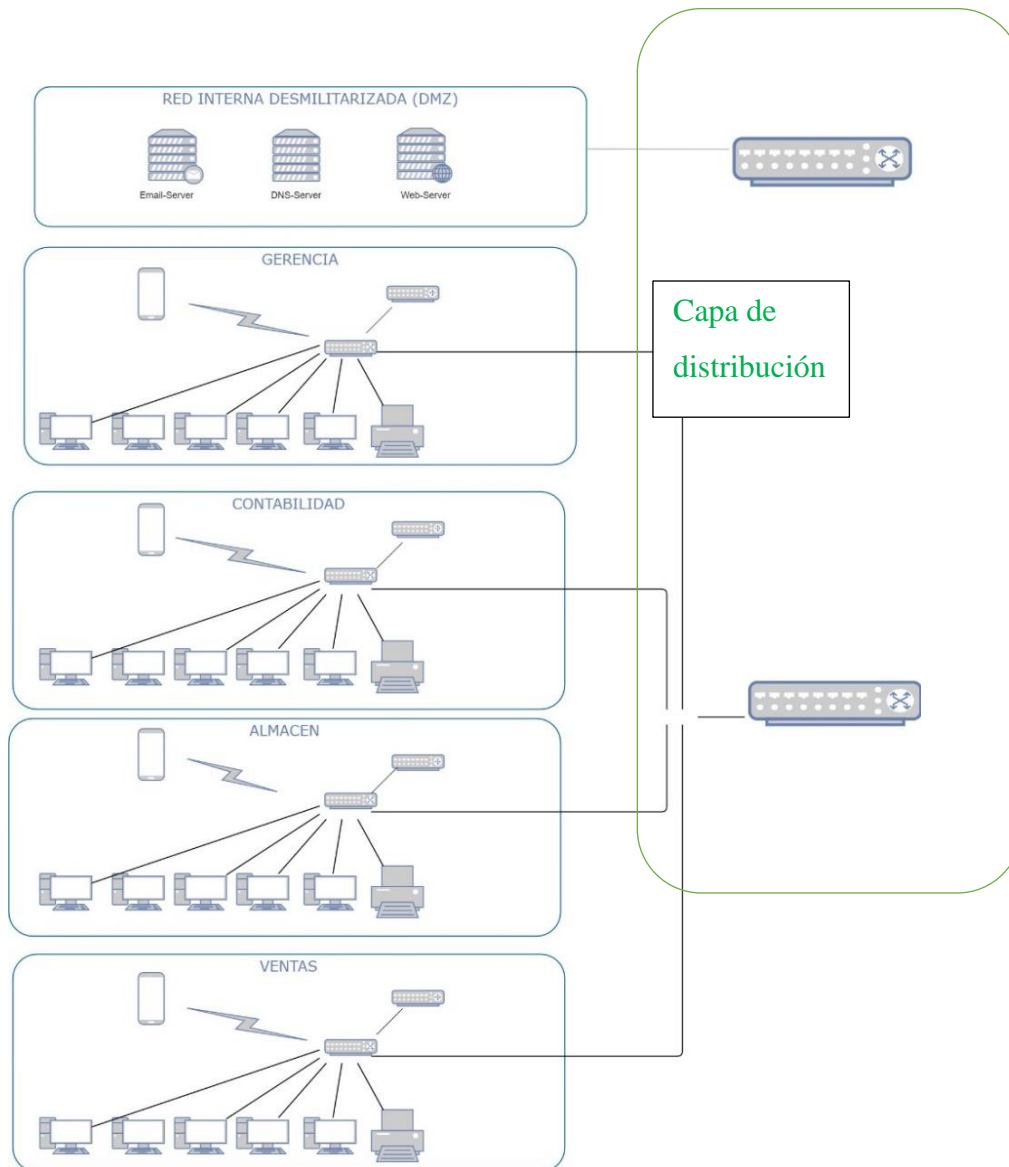 RED INTERNA DESMILITARIZADA (DMZ)
Email-Server
DNS-Server
Web-Server
GERENCIA
Capa de
distribución
CONTABILIDAD
ALMACEN
VENTAS